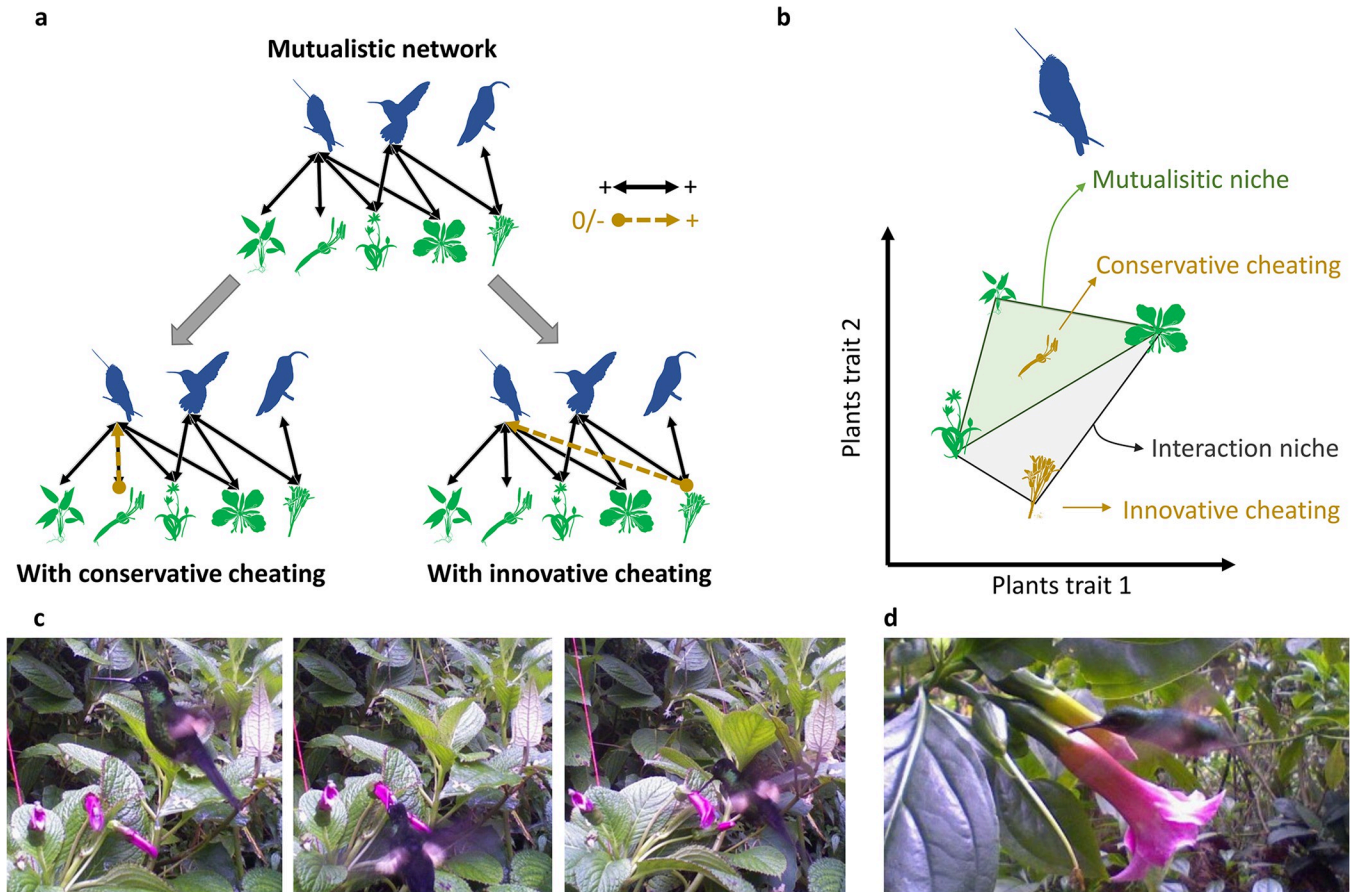 a
Mutualistic network
+ +
0/- +
With conservative cheating
With innovative cheating
b
Mutualisitic niche
Conservative cheating
Interaction niche
Innovative cheating
Plants trait 2
Plants trait 1
c
d